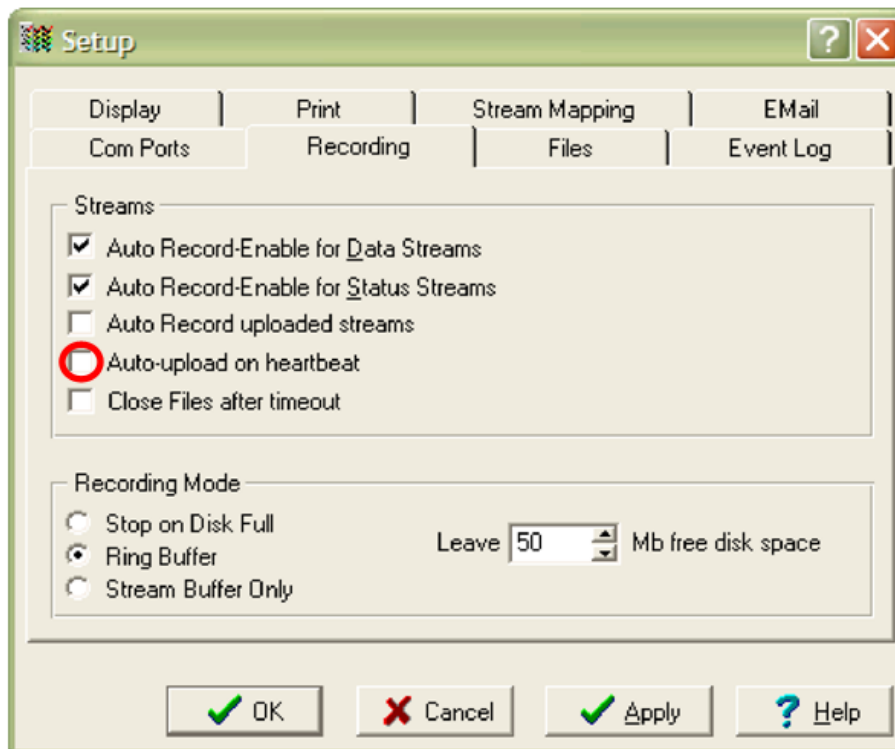 Setup
Display Print Stream Mapping EMail
Com Ports Recording Files Event Log
Streams
Auto Record-Enable for Data Streams
Auto Record-Enable for Status Streams
Auto Record uploaded streams
Auto-upload on heartbeat
Close Files after timeout
Recording Mode
Stop on Disk Full
Ring Buffer
Leave 50 Mb free disk space
Stream Buffer Only
OK Cancel Apply Help